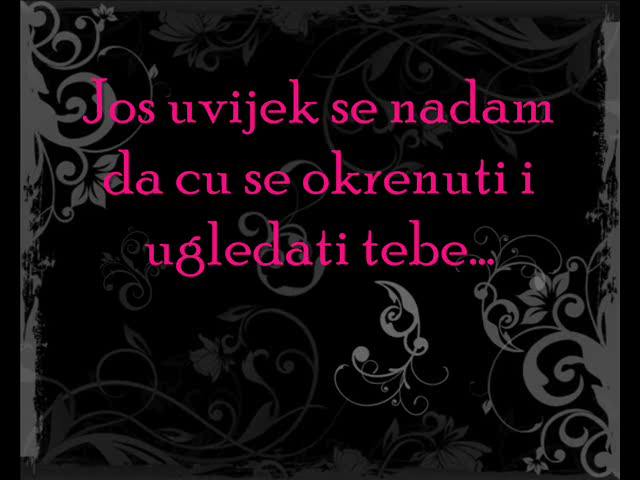 Jos uvijek se nadam
da cu se okrenuti i
ugledati tebe...